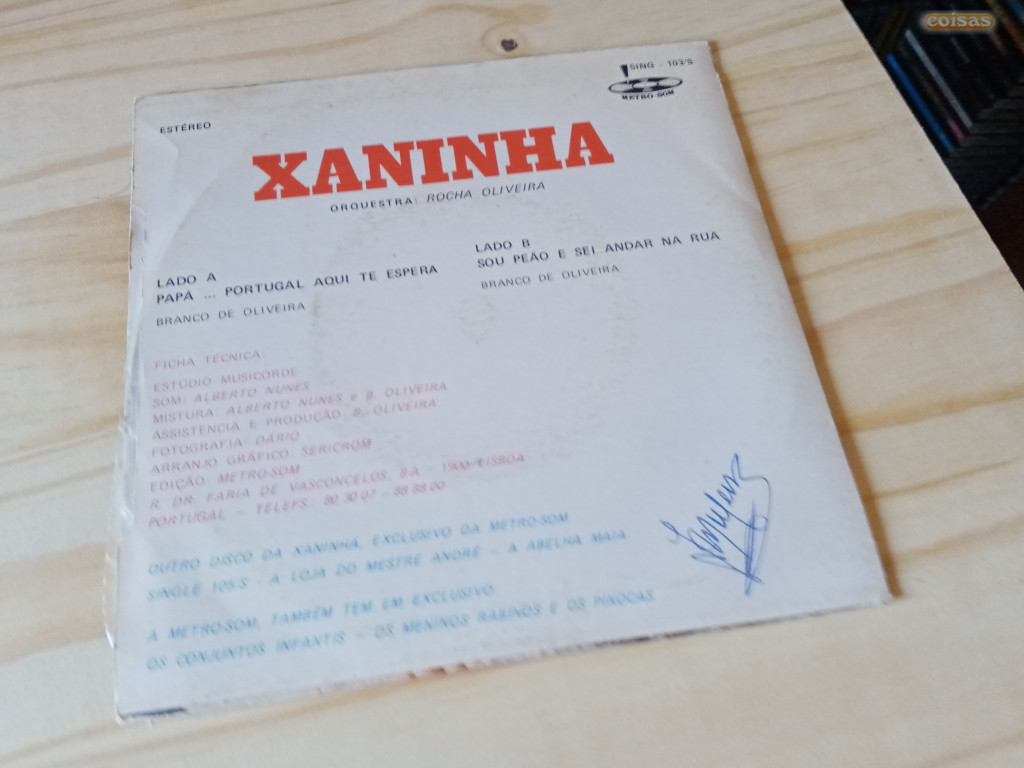 coisas
SING - 103/S
METRO-SOM
ESTÉREO
XANINHA
ORQUESTRA: ROCHA OLIVEIRA
LADO A
PAPÁ ... PORTUGAL AQUI TE ESPERA
BRANCO DE OLIVEIRA
LADO B
SOU PEÃO E SEI ANDAR NA RUA
BRANCO DE OLIVEIRA
FICHA TÉCNICA
ESTÚDIO MUSICORDE
SOM: ALBERTO NUNES
MISTURA: ALBERTO NUNES e B. OLIVEIRA
ASSISTENCIA E PRODUÇÃO: B. OLIVEIRA
FOTOGRAFIA: DÁRIO
ARRANJO GRÁFICO: SERICROM
EDIÇÃO: METRO-SOM
R. DR. FARIA DE VASCONCELOS, 8-A - 1900 LISBOA
PORTUGAL - TELEFS. 80 30 07 - 88 88 00
OUTRO DISCO DA XANINHA, EXCLUSIVO DA METRO-SOM
SINGLE 105/S - A LOJA DO MESTRE ANDRÉ - A ABELHA MAIA
A METRO-SOM, TAMBÉM TEM EM EXCLUSIVO:
OS CONJUNTOS INFANTIS - OS MENINOS RABINOS E OS PINOCAS